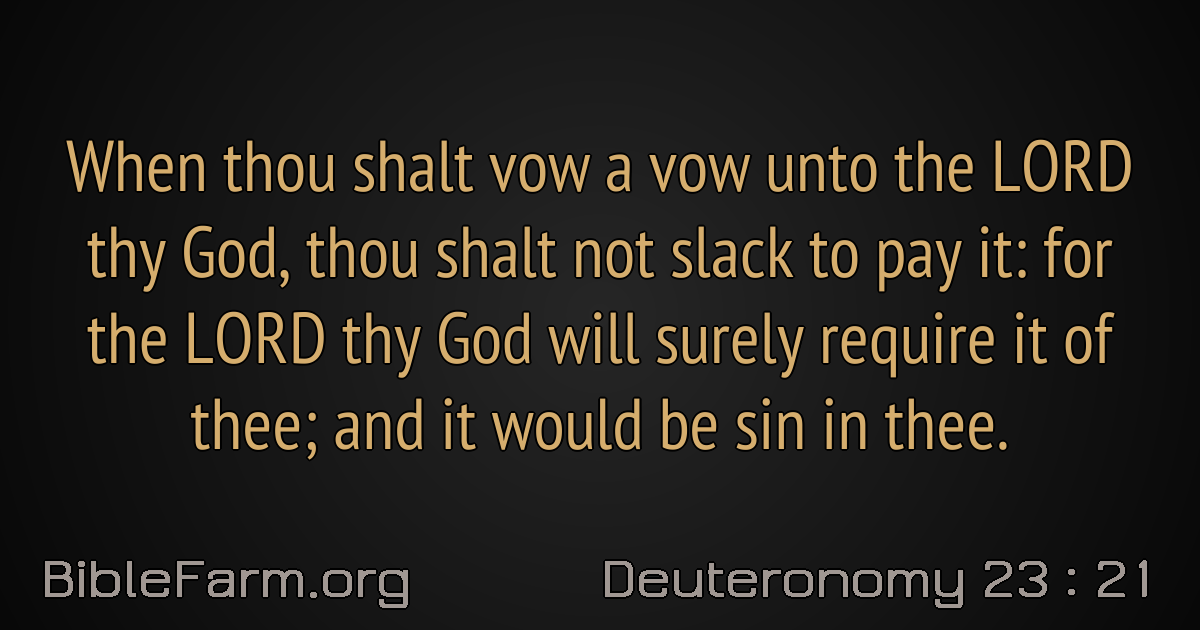 When thou shalt vow a vow unto the LORD
thy God, thou shalt not slack to pay it: for
the LORD thy God will surely require it of
thee; and it would be sin in thee.
BibleFarm.org
Deuteronomy 23 : 21